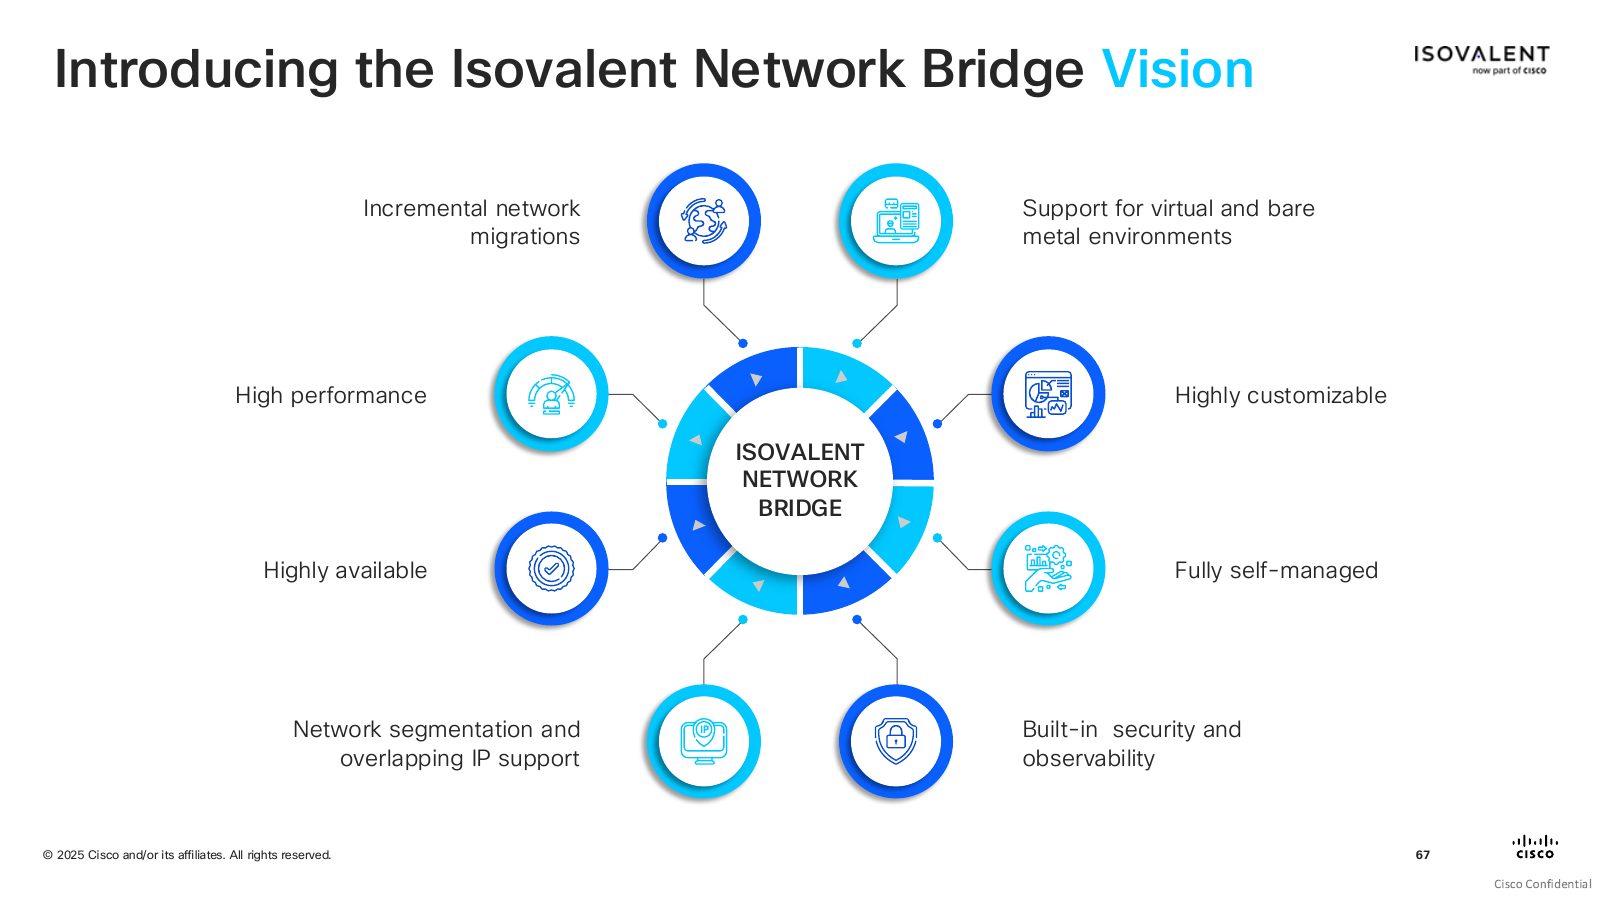 Introducing the Isovalent Network Bridge Vision
ISOVALENT
now part of CISCO
Incremental network
migrations
Support for virtual and bare
metal environments
High performance
Highly customizable
ISOVALENT
NETWORK
BRIDGE
Highly available
Fully self-managed
IP
Network segmentation and
overlapping IP support
Built-in  security and
observability
© 2025 Cisco and/or its affiliates. All rights reserved.
67
CISCO
Cisco Confidential